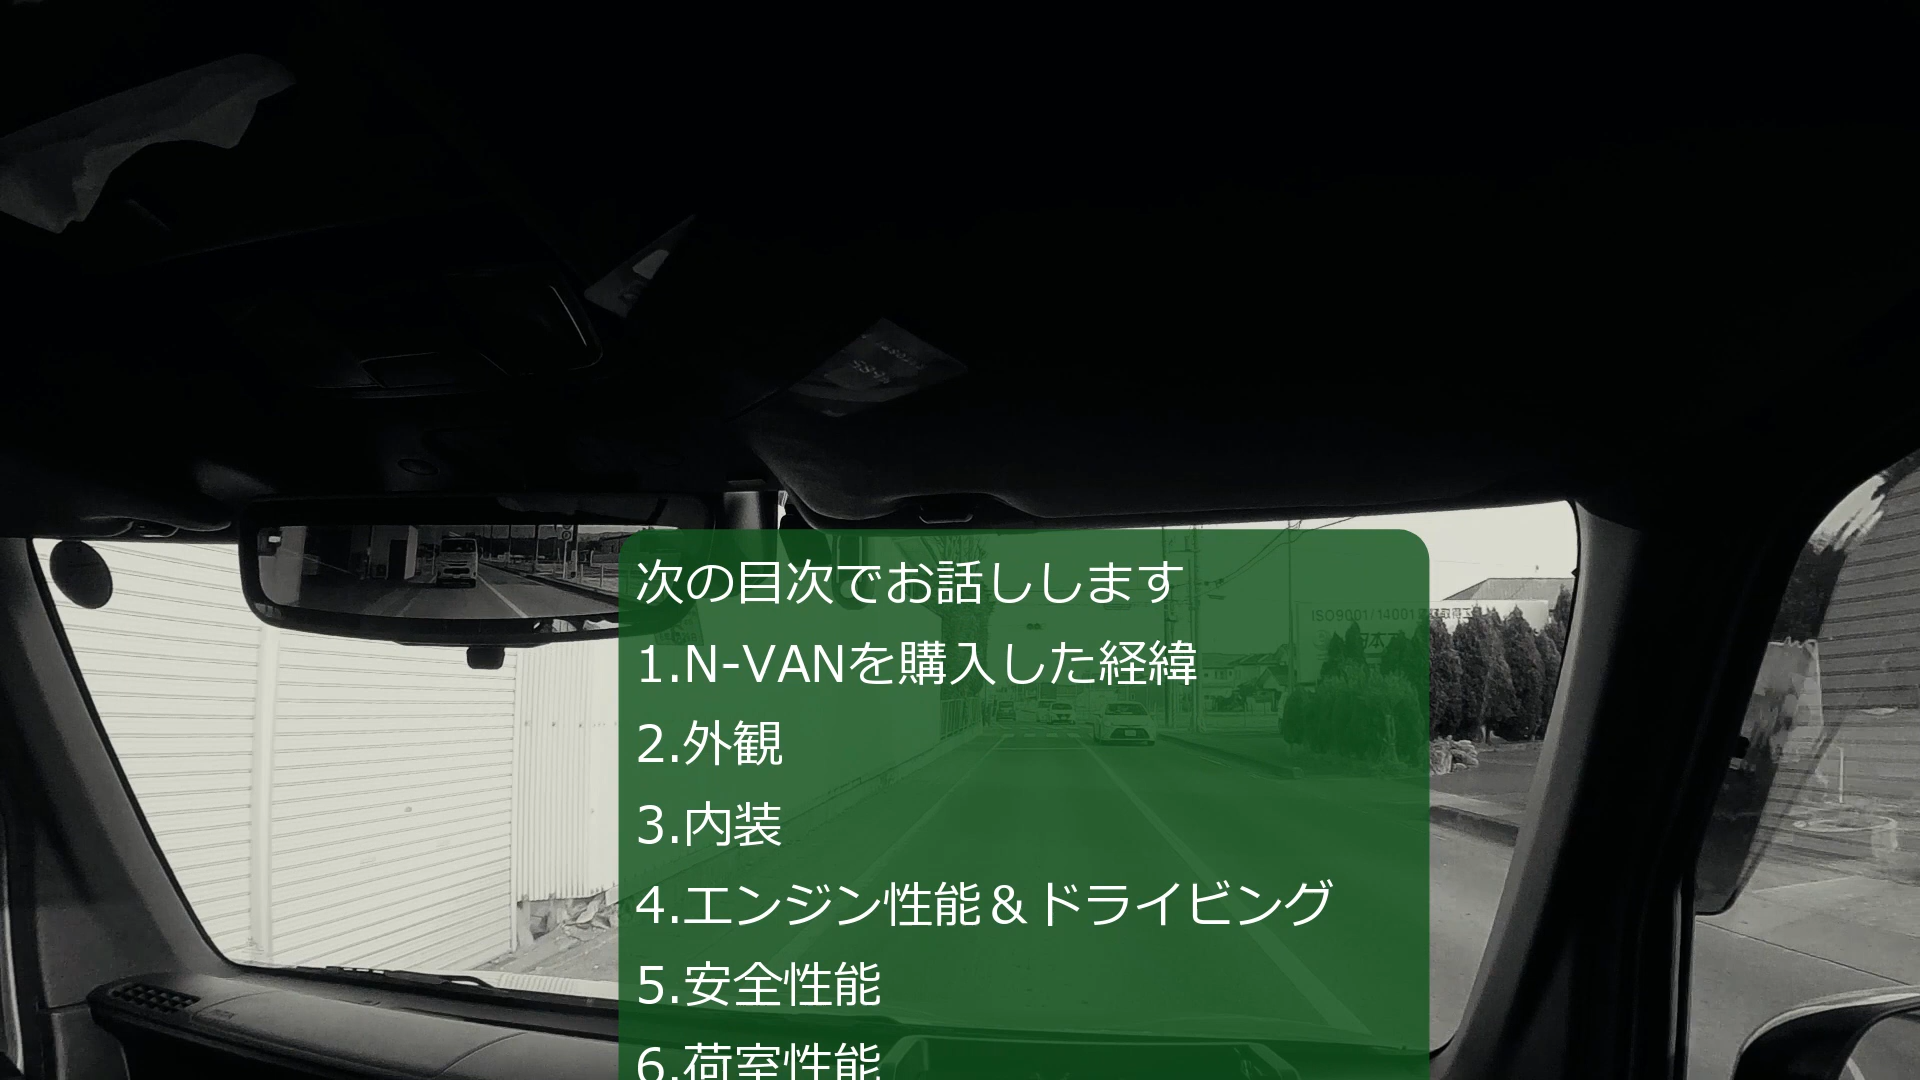 次の目次でお話しします
1.N-VANを購入した経緯
2.外観
3.内装
4.エンジン性能＆ドライビング
5.安全性能
6.荷室性能
ISO9001/14001